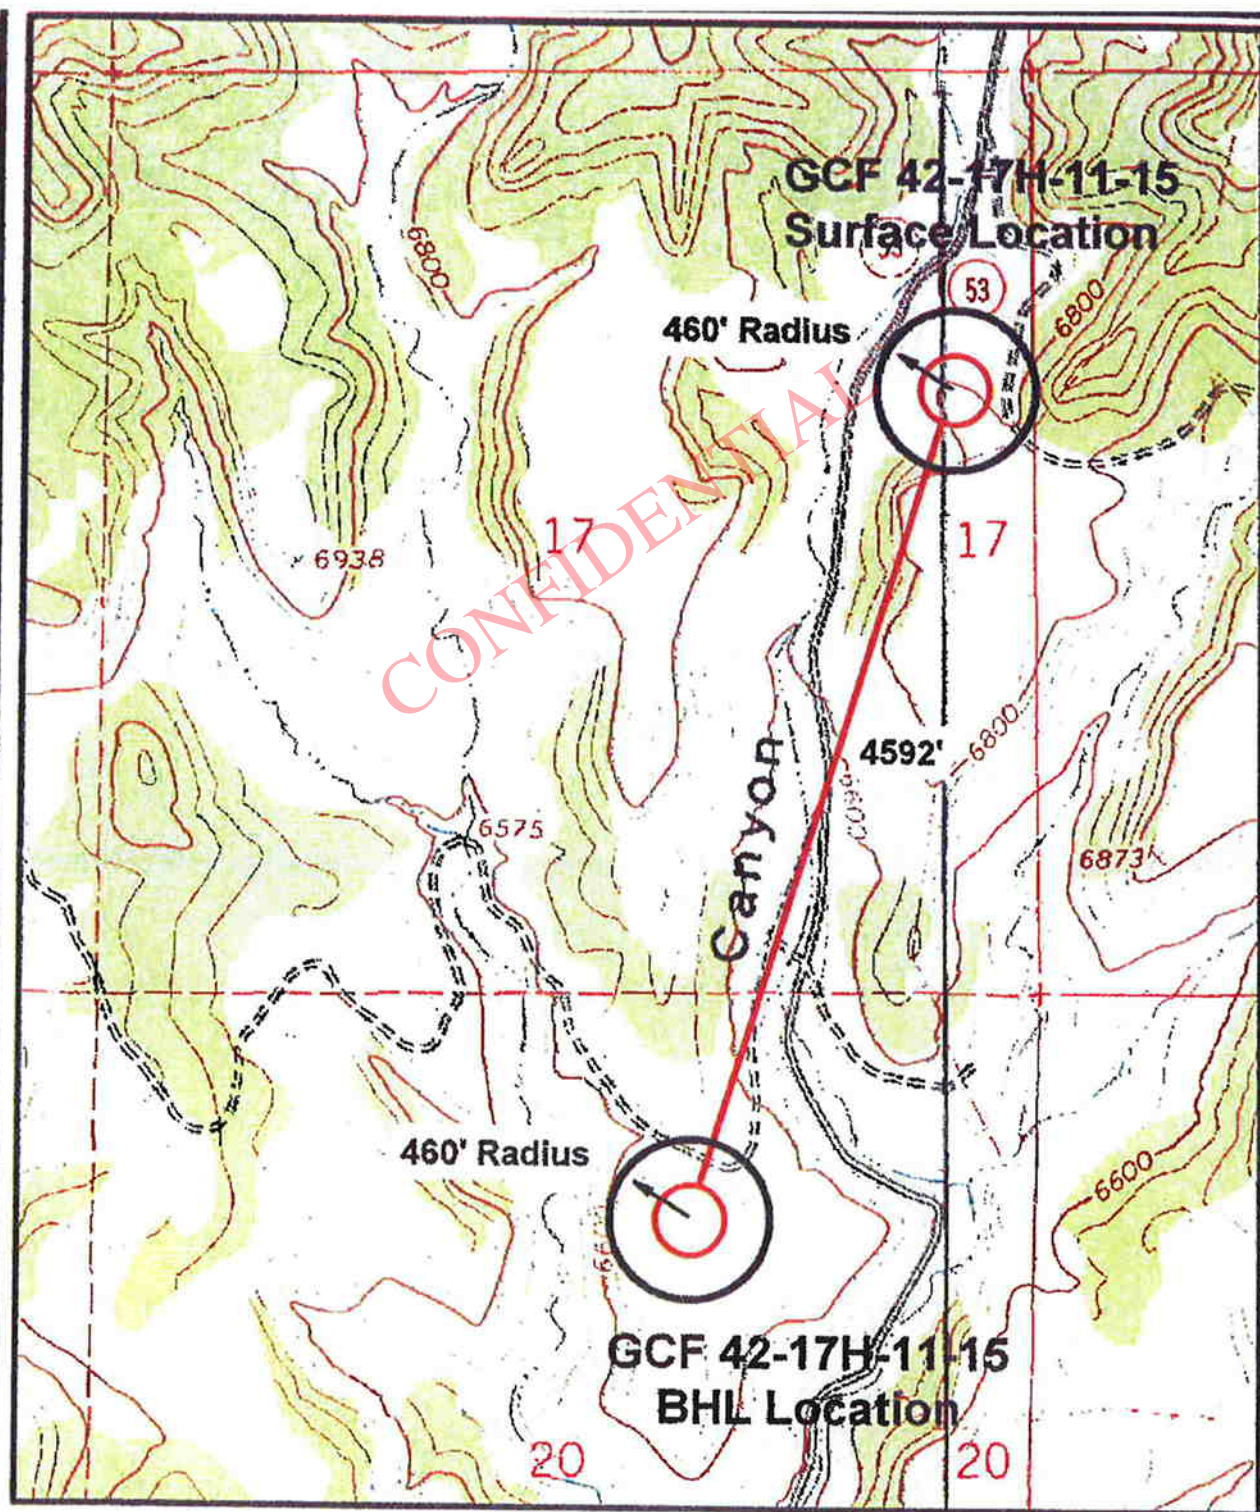 GCF 42-17H-11-15
Surface Location
53
460' Radius
6800
6800
CONFIDENTIAL
17
17
6938
6800
4592'
Canyon
6600
6575
6873
460' Radius
6600
GCF 42-17H-11-15
BHL Location
20
20